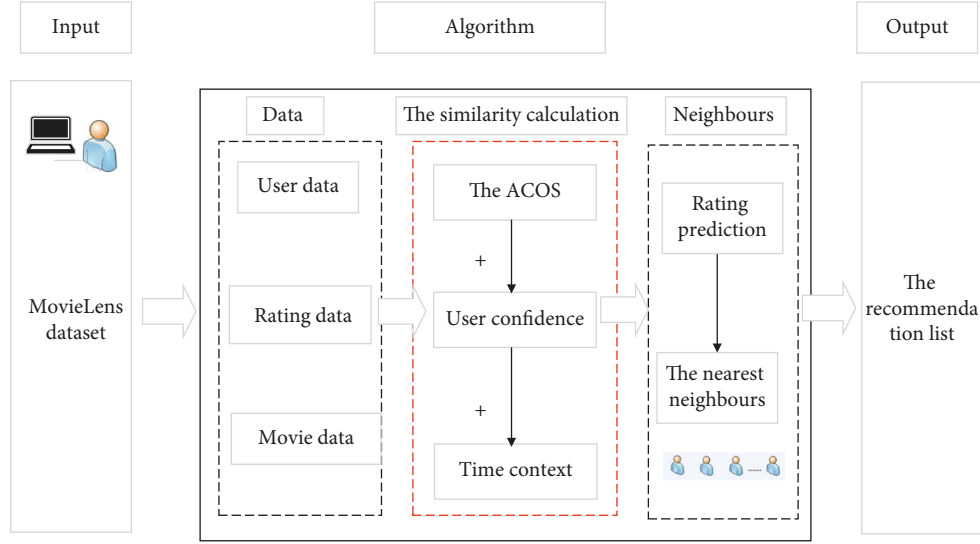 Input
Algorithm
Output
MovieLens
dataset
Data
User data
Rating data
Movie data
The similarity calculation
The ACOS
+
User confidence
+
Time context
Neighbours
Rating
prediction
The nearest
neighbours
......
The
recommenda
tion list